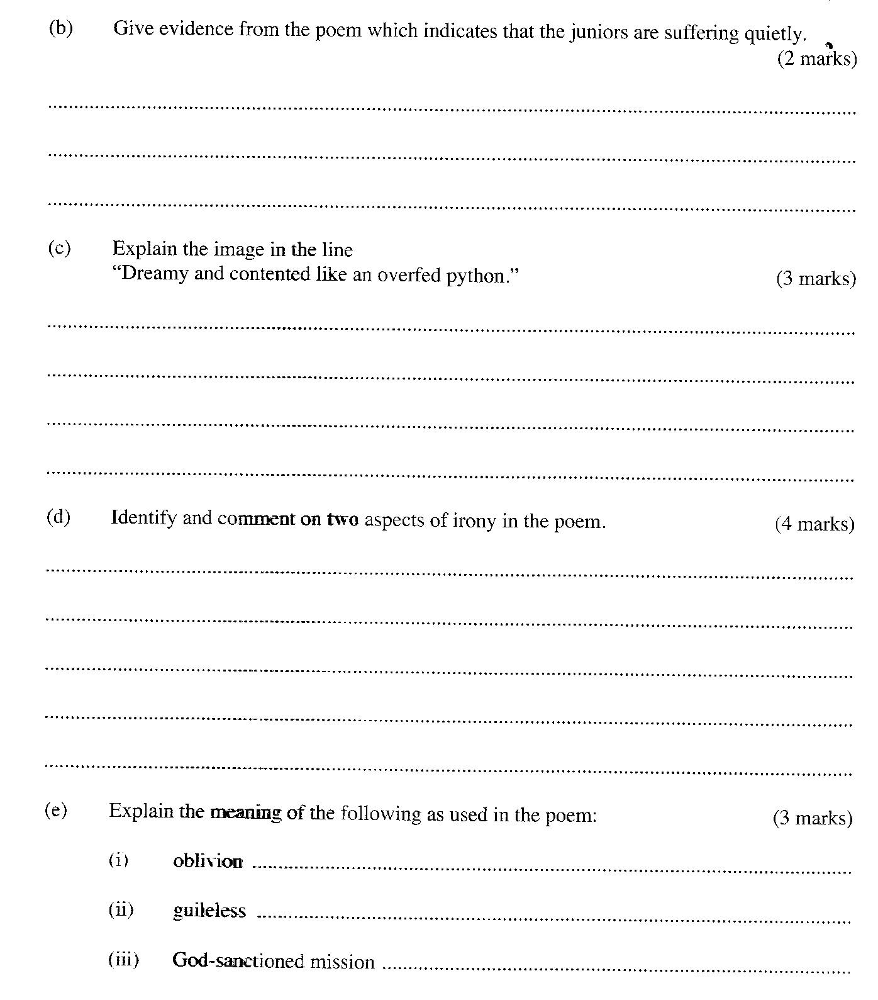 (b) Give evidence from the poem which indicates that the juniors are suffering quietly.
(2 marks)
(c) Explain the image in the line
“Dreamy and contented like an overfed python.” (3 marks)
(d) Identify and comment on two aspects of irony in the poem. (4 marks)
(e) Explain the meaning of the following as used in the poem: (3 marks)
(i) oblivion
(ii) guileless
(iii) God-sanctioned mission